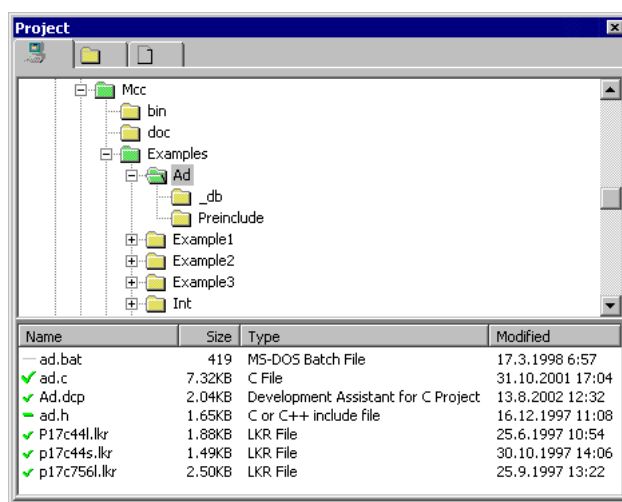 Project
Mcc
bin
doc
Examples
Ad
_db
Preinclude
Example1
Example2
Example3
Int
Name Size Type Modified
ad.bat 419 MS-DOS Batch File 17.3.1998 6:57
ad.c 7.32KB C File 31.10.2001 17:04
Ad.dcp 2.04KB Development Assistant for C Project 13.8.2002 12:32
ad.h 1.65KB C or C++ include file 16.12.1997 11:08
P17c44l.lkr 1.88KB LKR File 25.6.1997 10:54
p17c44s.lkr 1.49KB LKR File 30.10.1997 14:06
p17c756l.lkr 2.50KB LKR File 25.9.1997 13:22